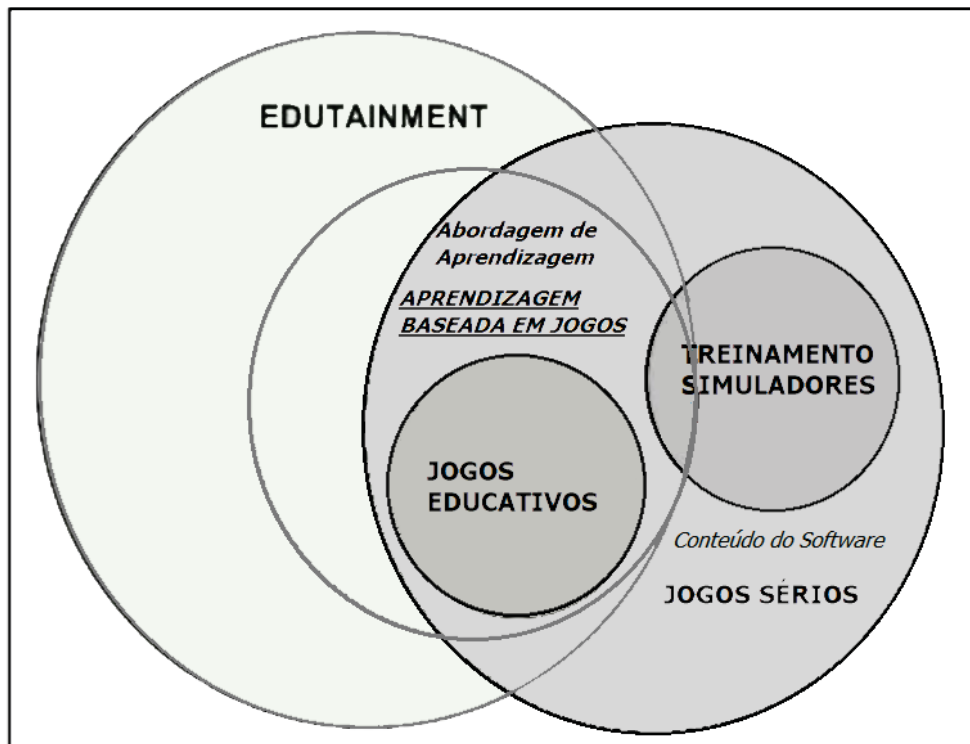 EDUTAINMENT
Abordagem de
Aprendizagem
APRENDIZAGEM
BASEADA EM JOGOS
TREINAMENTO
SIMULADORES
JOGOS
EDUCATIVOS
Conteúdo do Software
JOGOS SÉRIOS